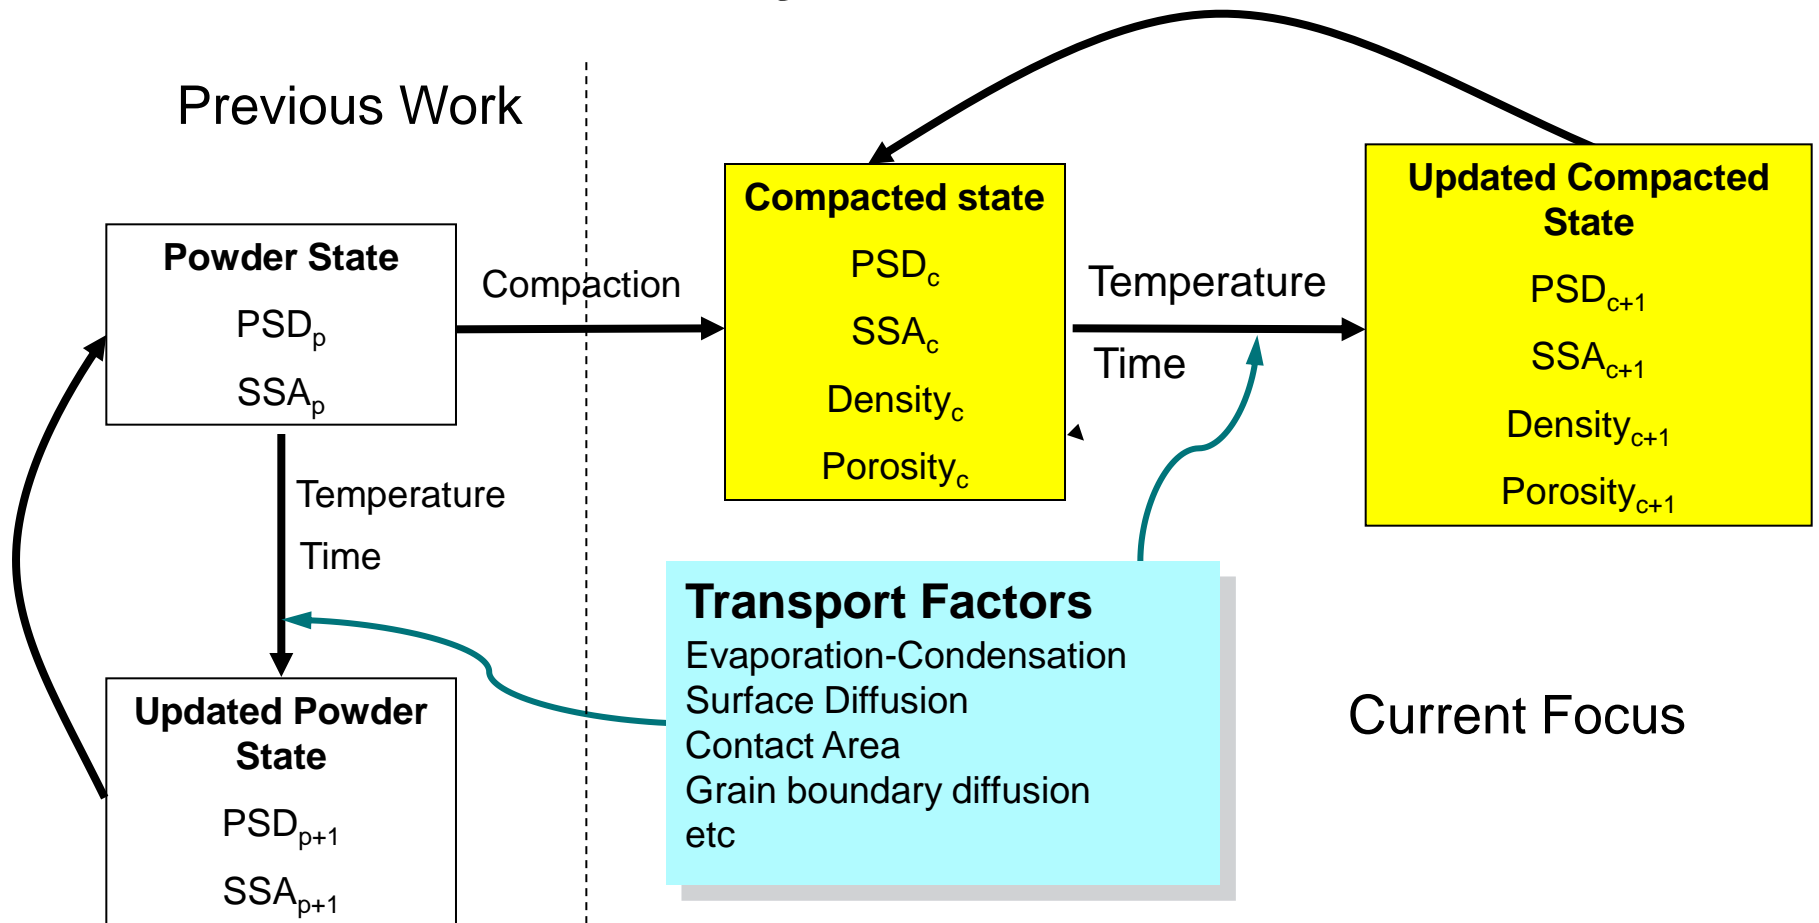 Previous Work
Powder State
PSDp
SSAp
Compaction
Temperature
Time
Updated Powder
State
PSDp+1
SSAp+1
Compacted state
PSDc
SSAc
Densityc
Porosityc
Temperature
Time
Updated Compacted
State
PSDc+1
SSAc+1
Densityc+1
Porosityc+1
Transport Factors
Evaporation-Condensation
Surface Diffusion
Contact Area
Grain boundary diffusion
etc
Current Focus